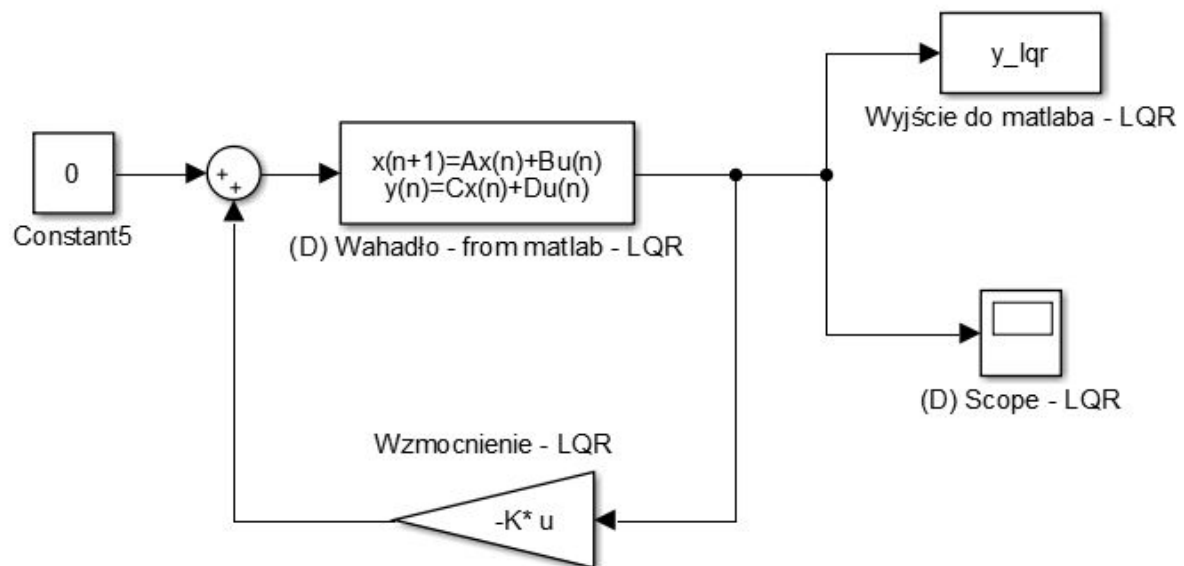 y_lqr
Wyjście do matlaba - LQR
0
Constant5
+
+
x(n+1)=Ax(n)+Bu(n)
y(n)=Cx(n)+Du(n)
(D) Wahadło - from matlab - LQR
(D) Scope - LQR
Wzmocnienie - LQR
-K* u